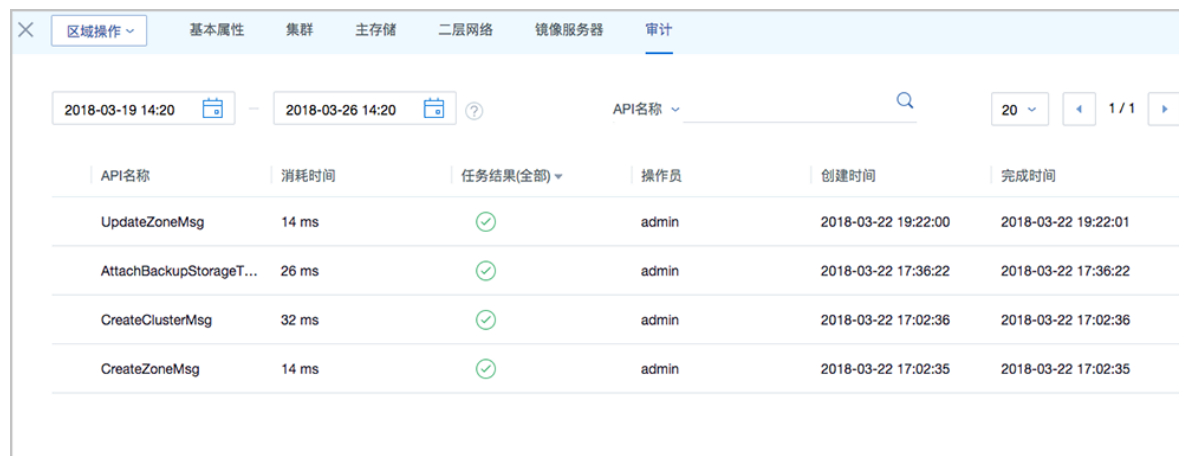 区域操作 基本属性 集群 主存储 二层网络 镜像服务器 审计
2018-03-19 14:20 – 2018-03-26 14:20 ? API名称 20 1 / 1
API名称 消耗时间 任务结果(全部) 操作员 创建时间 完成时间
UpdateZoneMsg 14 ms admin 2018-03-22 19:22:00 2018-03-22 19:22:01
AttachBackupStorageT... 26 ms admin 2018-03-22 17:36:22 2018-03-22 17:36:22
CreateClusterMsg 32 ms admin 2018-03-22 17:02:36 2018-03-22 17:02:36
CreateZoneMsg 14 ms admin 2018-03-22 17:02:35 2018-03-22 17:02:35